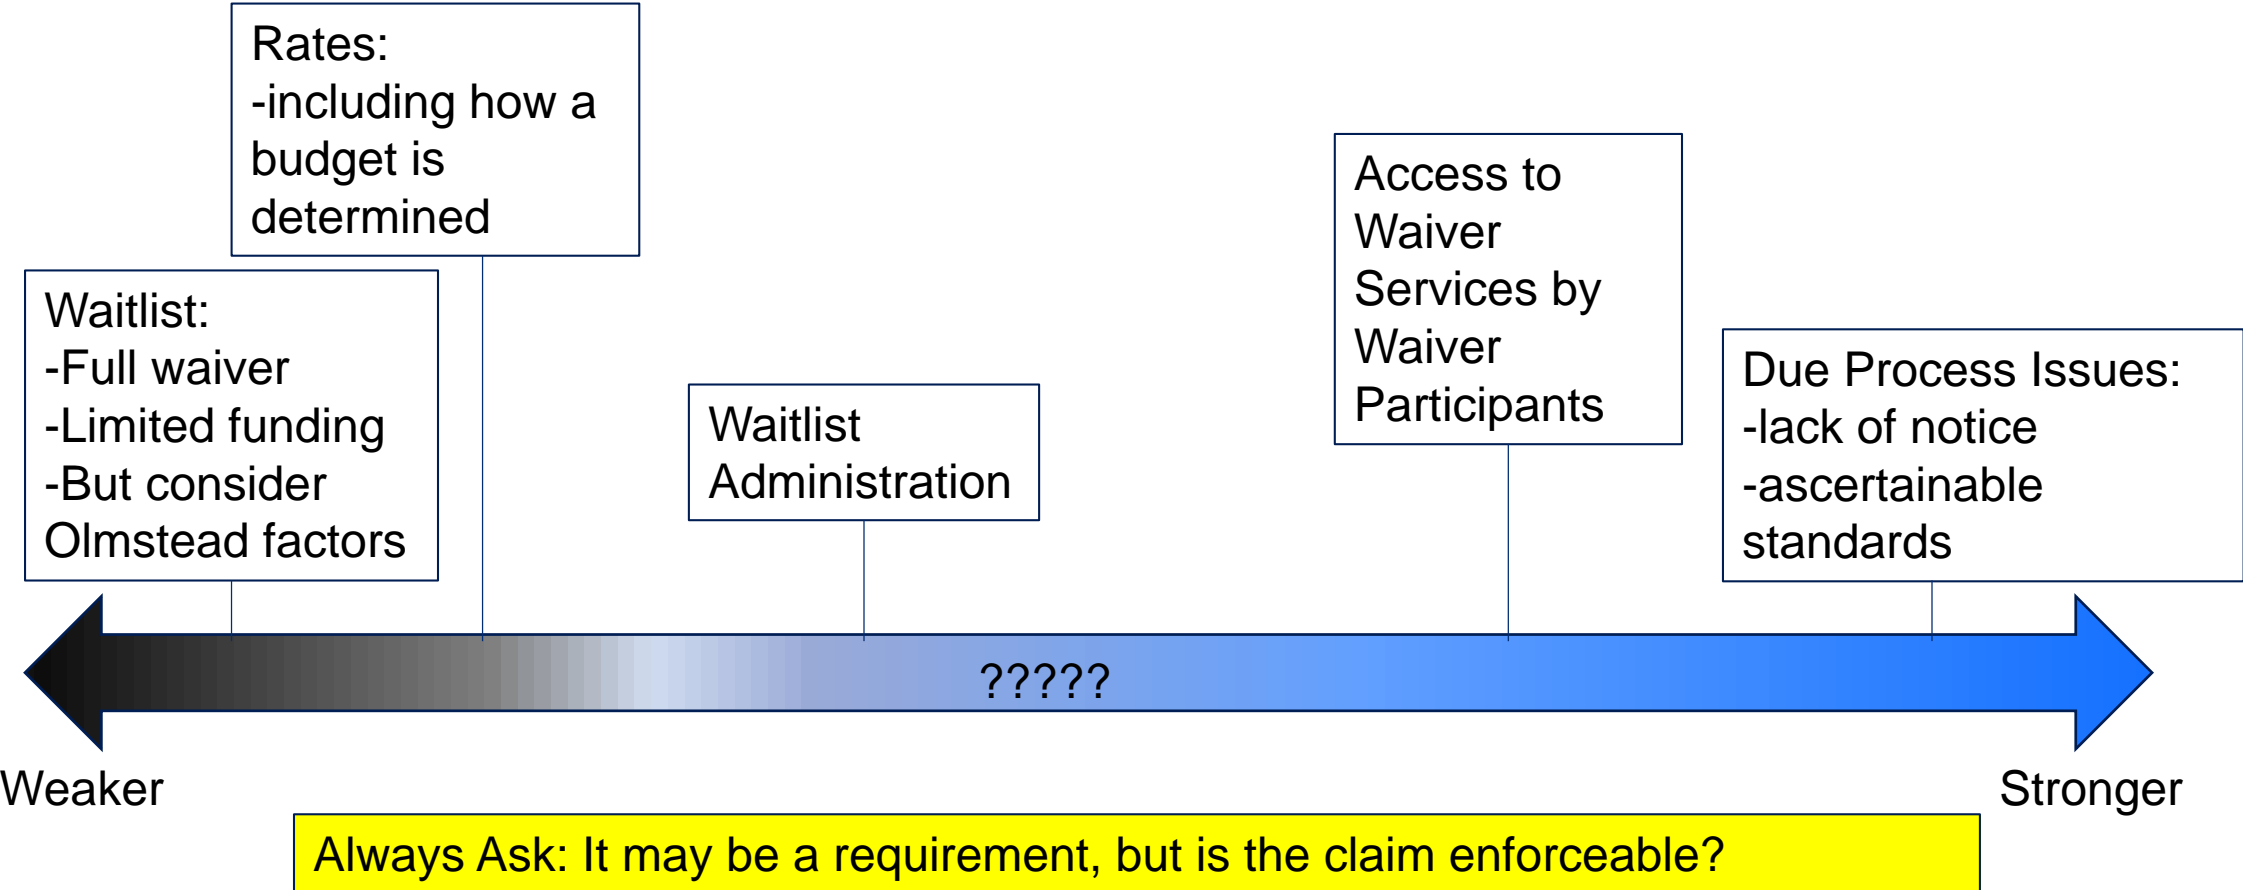 Rates:
-including how a
budget is
determined
Waitlist:
-Full waiver
-Limited funding
-But consider
Olmstead factors
Waitlist
Administration
Access to
Waiver
Services by
Waiver
Participants
Due Process Issues:
-lack of notice
-ascertainable
standards
?????
Weaker
Stronger
Always Ask: It may be a requirement, but is the claim enforceable?